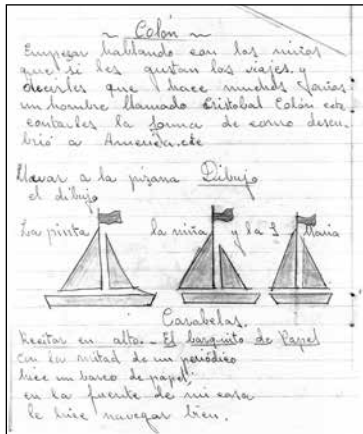 ~ Colón ~
Empezar hablando con los niños
que si les gustan los viajes y
decirles que hace muchos años
un hombre llamado Cristobal Colón etc
contarles la forma de como descu-
brió a America.etc
Llevar a la pizarra Dibujo
el dibujo
La pinta la niña y la S. Maria
Carabelas.
Recitar en alto.- El barquito de Papel
Con la mitad de un periódico
hice un barco de papel,
en la fuente de mi casa
le hice navegar bien.